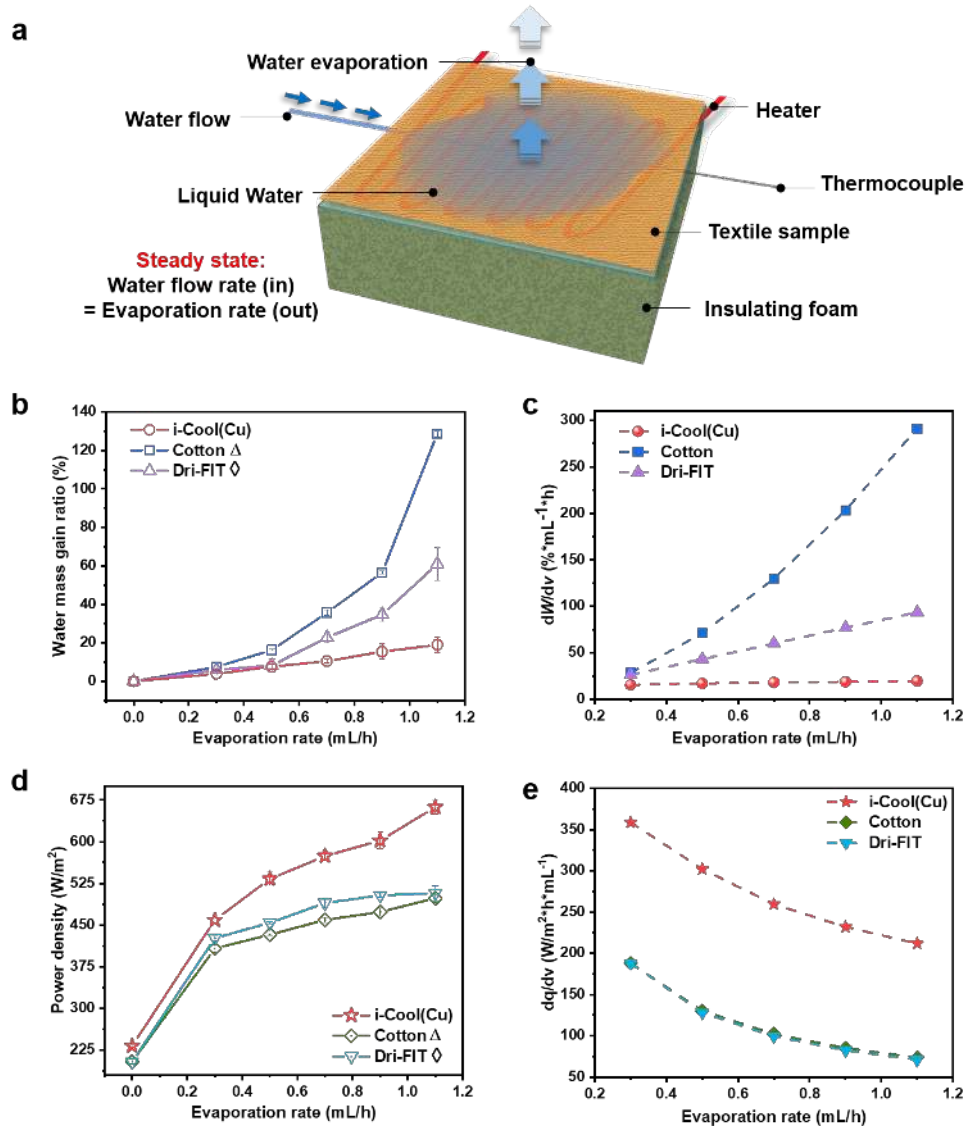 a
Water evaporation
Heater
Water flow
Thermocouple
Liquid Water
Textile sample
Steady state:
Water flow rate (in)
= Evaporation rate (out)
Insulating foam
b
Water mass gain ratio (%)
140
120
100
80
60
40
20
0
0.0 0.2 0.4 0.6 0.8 1.0 1.2
Evaporation rate (mL/h)
i-Cool(Cu)
Cotton Δ
Dri-FIT ◊
c
dW/dv (%*mL⁻¹*h)
300
250
200
150
100
50
0
0.2 0.4 0.6 0.8 1.0 1.2
Evaporation rate (mL/h)
i-Cool(Cu)
Cotton
Dri-FIT
d
Power density (W/m²)
675
600
525
450
375
300
225
0.0 0.2 0.4 0.6 0.8 1.0 1.2
Evaporation rate (mL/h)
i-Cool(Cu)
Cotton Δ
Dri-FIT ◊
e
dq/dv (W/m²*h*mL⁻¹)
400
350
300
250
200
150
100
50
0.2 0.4 0.6 0.8 1.0 1.2
Evaporation rate (mL/h)
i-Cool(Cu)
Cotton
Dri-FIT